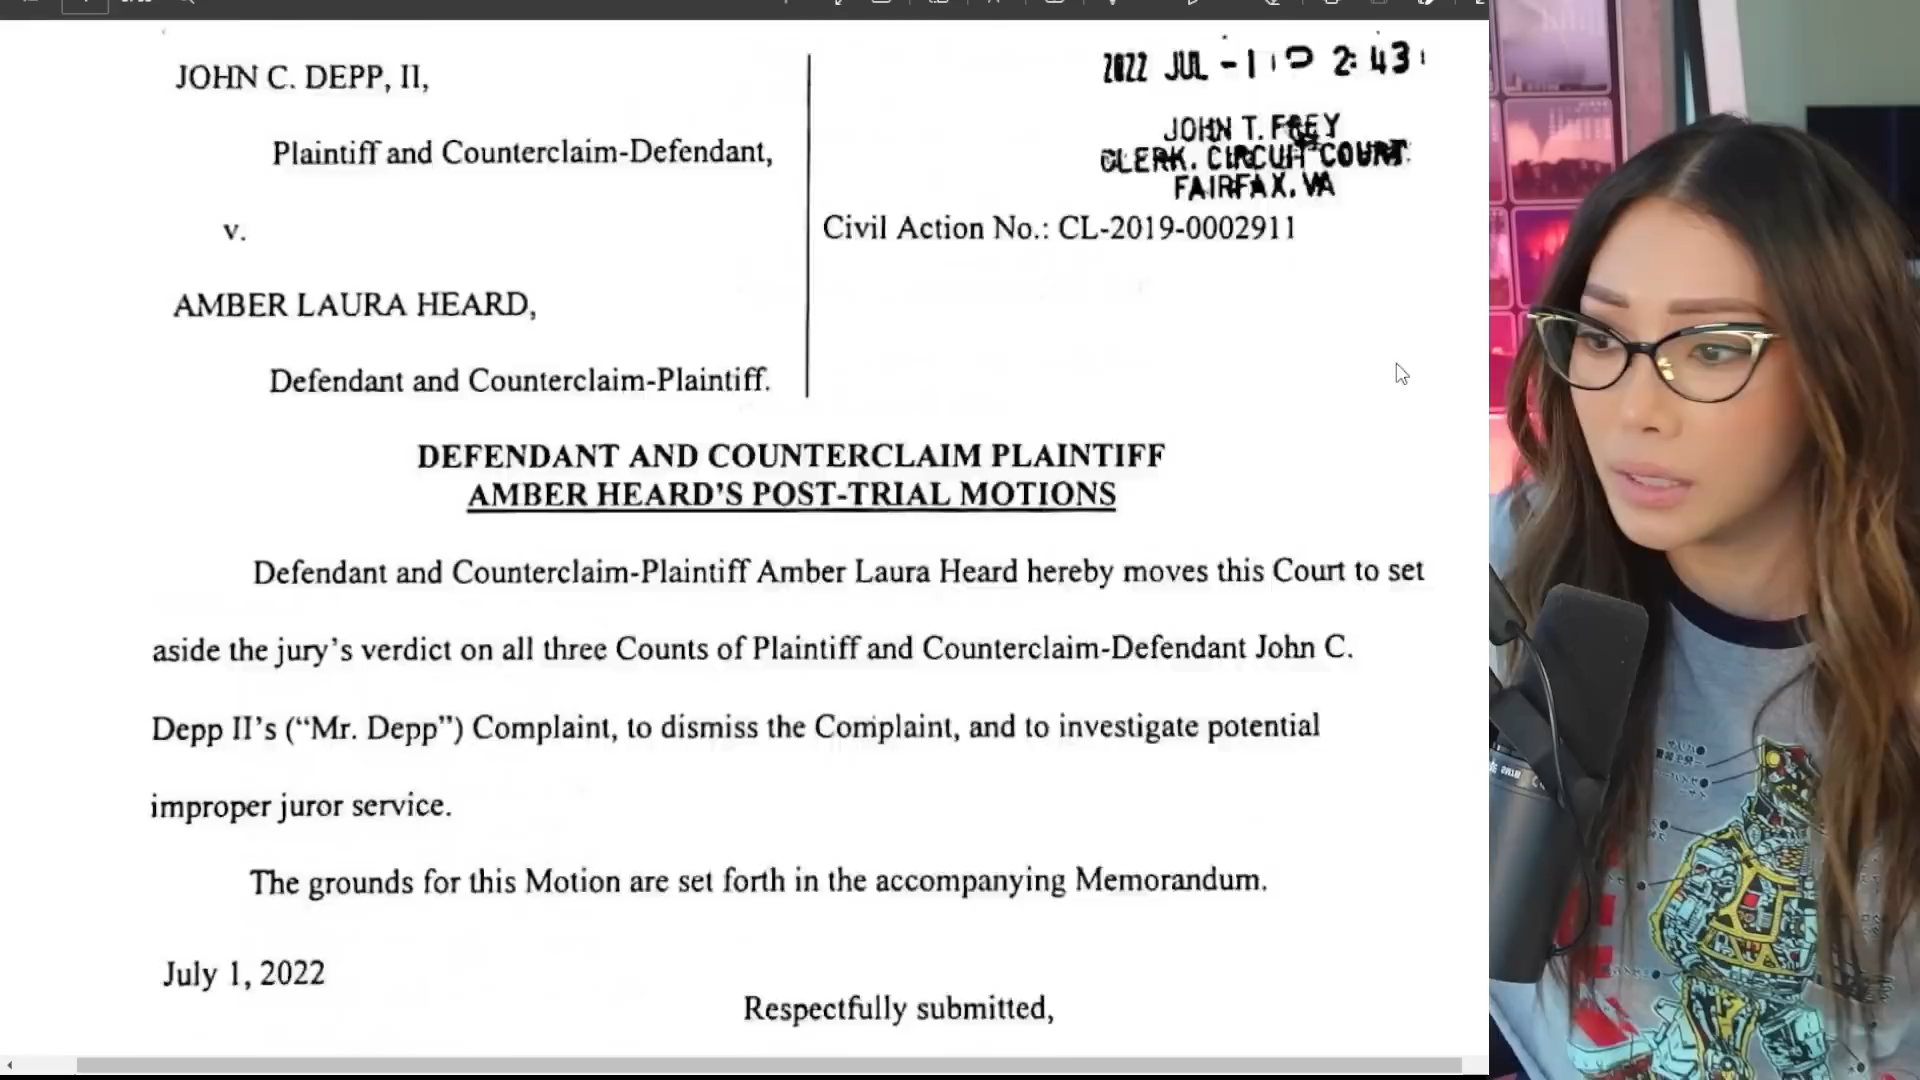 JOHN C. DEPP, II,
Plaintiff and Counterclaim-Defendant,
v.
AMBER LAURA HEARD,
Defendant and Counterclaim-Plaintiff.
2022 JUL -1 P 2:43
JOHN T. FREY
CLERK. CIRCUIT COURT
FAIRFAX. VA
Civil Action No.: CL-2019-0002911
DEFENDANT AND COUNTERCLAIM PLAINTIFF
AMBER HEARD'S POST-TRIAL MOTIONS
Defendant and Counterclaim-Plaintiff Amber Laura Heard hereby moves this Court to set
aside the jury's verdict on all three Counts of Plaintiff and Counterclaim-Defendant John C.
Depp II's ("Mr. Depp") Complaint, to dismiss the Complaint, and to investigate potential
improper juror service.
The grounds for this Motion are set forth in the accompanying Memorandum.
July 1, 2022
Respectfully submitted,